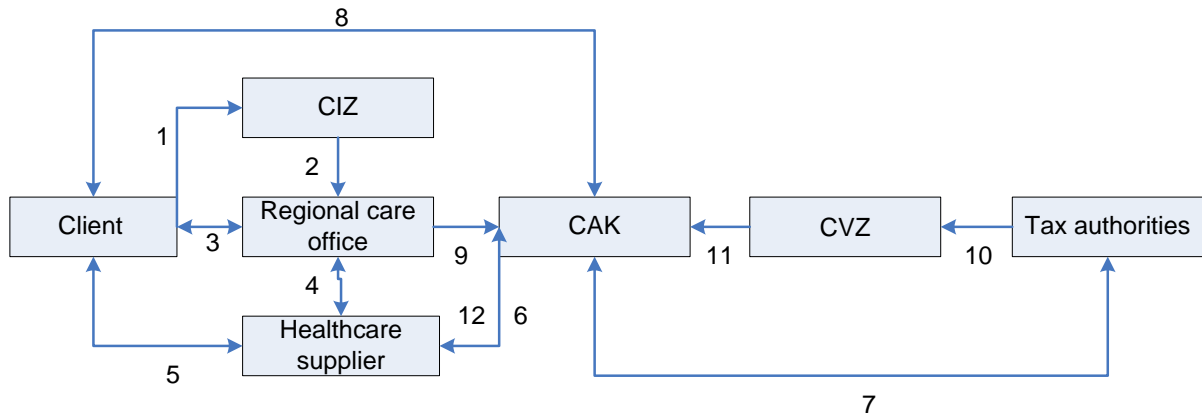 8
CIZ
1
2
Client
Regional care
office
CAK
CVZ
Tax authorities
3
9
11
10
4
12
6
Healthcare
supplier
5
7